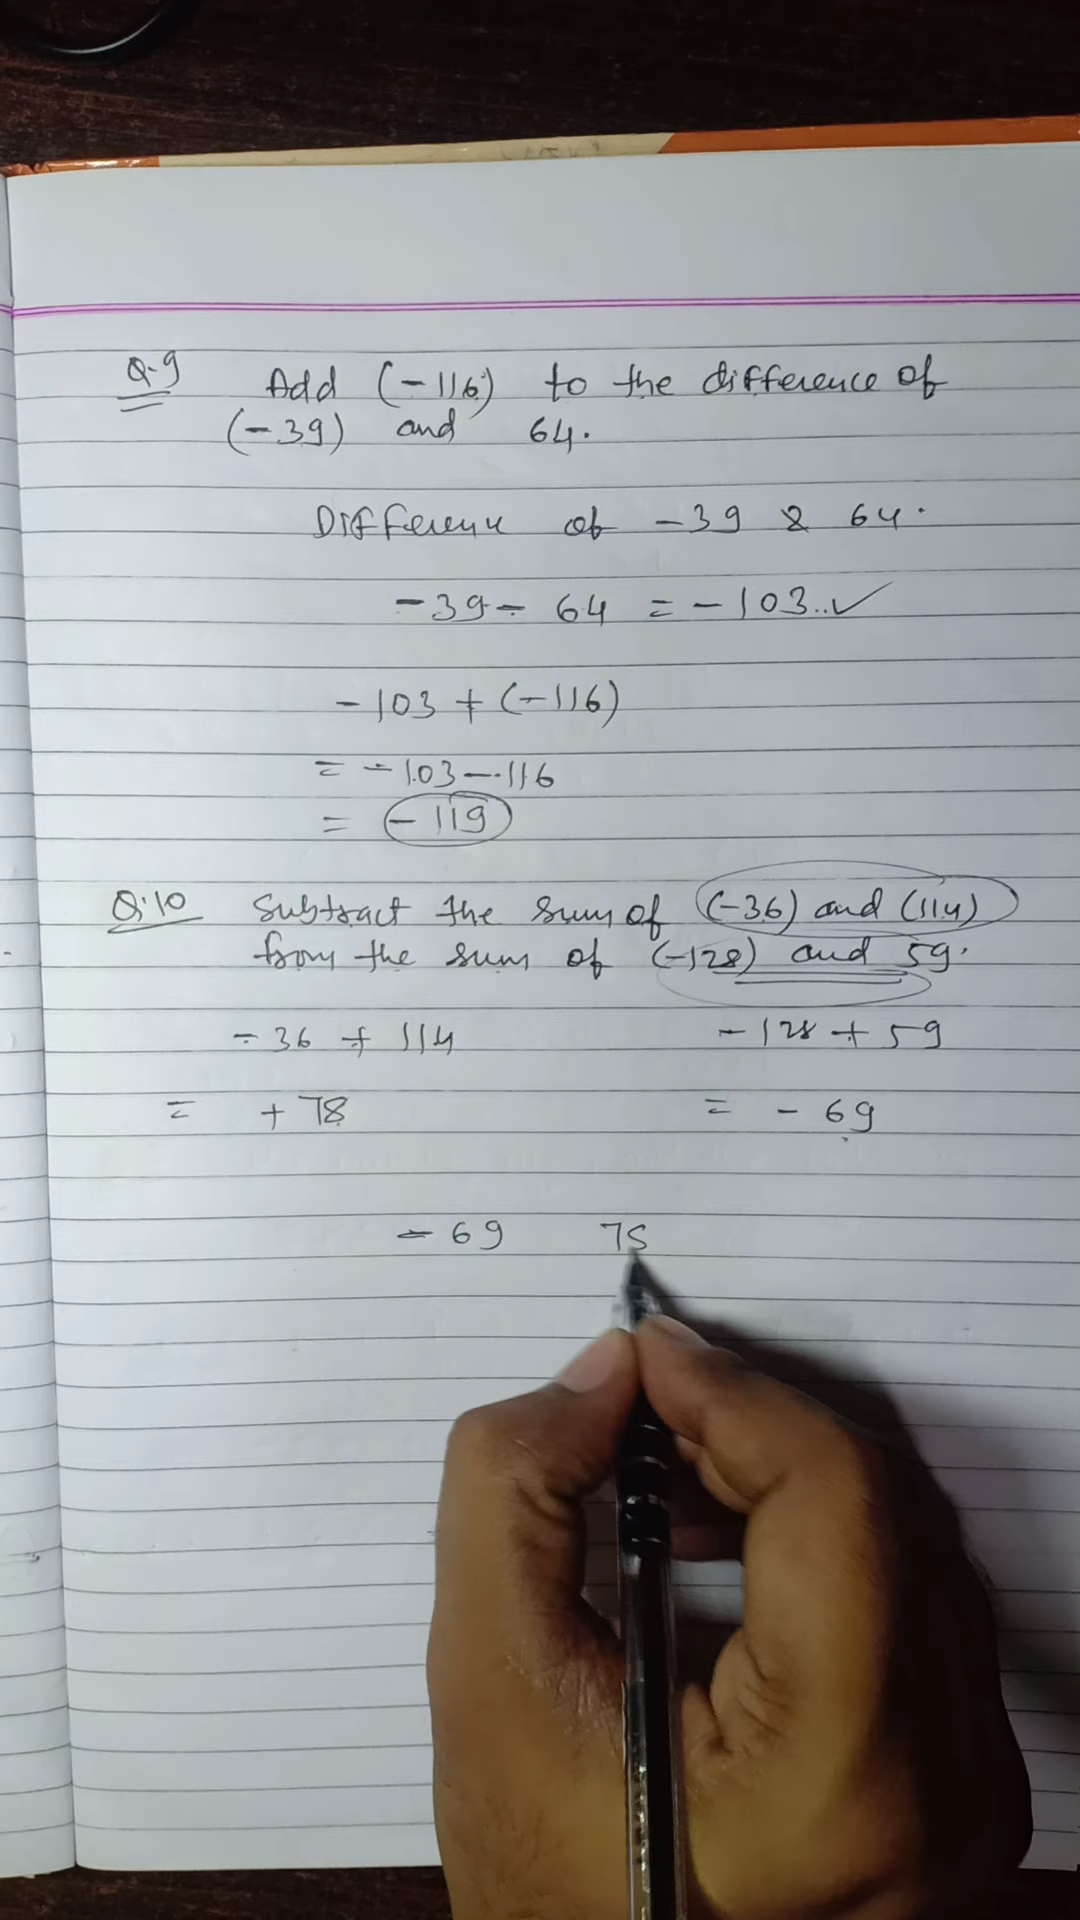 Q.9 Add (-116) to the difference of
(-39) and 64.
Difference of -39 & 64.
-39 - 64 = -103..✓
-103 + (-116)
= -103 - 116
= -119
Q.10 Subtract the sum of (-36) and (114)
from the sum of (-128) and 59.
-36 + 114 -128 + 59
= +78 = -69
-69 7